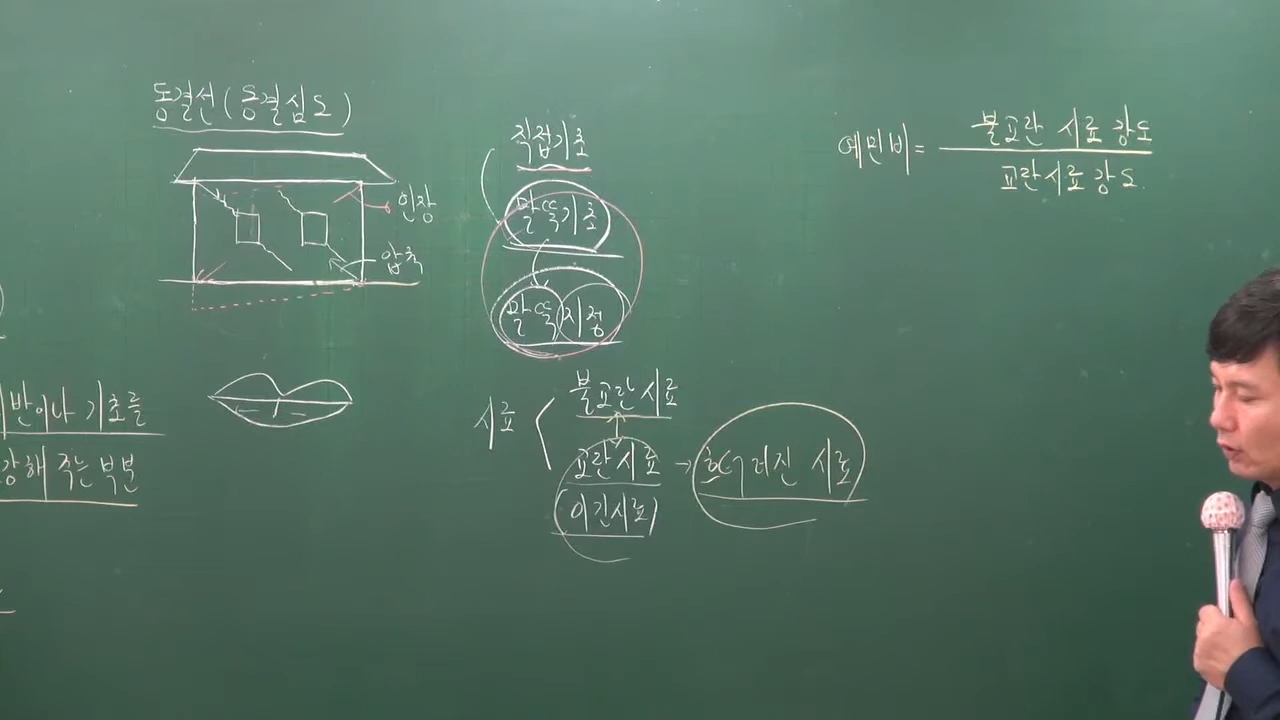 동결선(동결심도)
인장
압축
반이나 기초를
강해 주는 부분
직접기초
말뚝기초
말뚝지정
시료
불교란시료
교란시료 → 흐트러진 시료
(이긴시료)
예민비 = 불교란 시료 강도
교란시료 강도